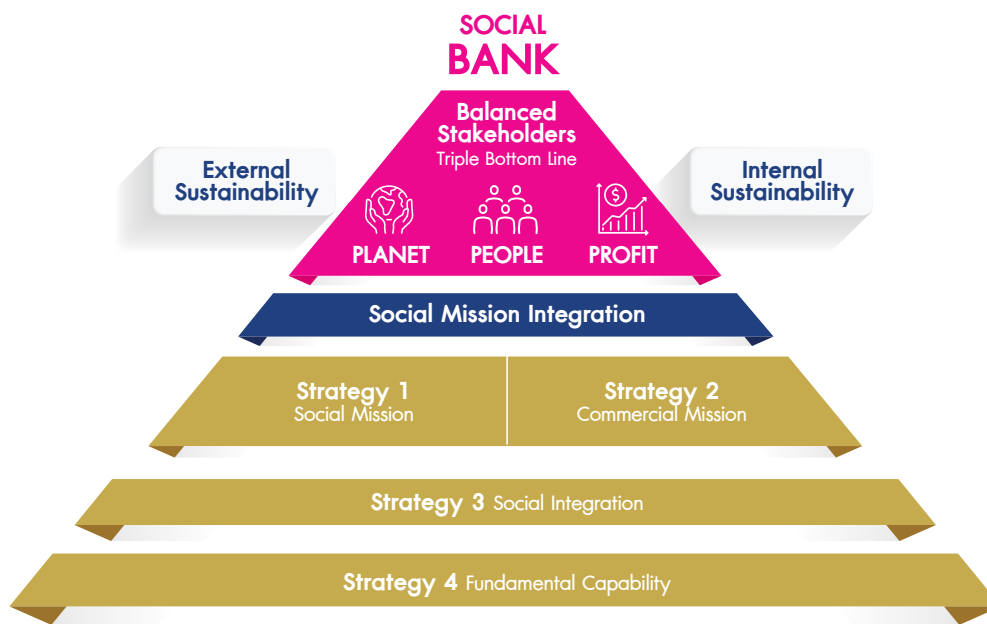 SOCIAL
BANK
Balanced
Stakeholders
Triple Bottom Line
External
Sustainability
Internal
Sustainability
$
PLANET
PEOPLE
PROFIT
Social Mission Integration
Strategy 1
Social Mission
Strategy 2
Commercial Mission
Strategy 3 Social Integration
Strategy 4 Fundamental Capability